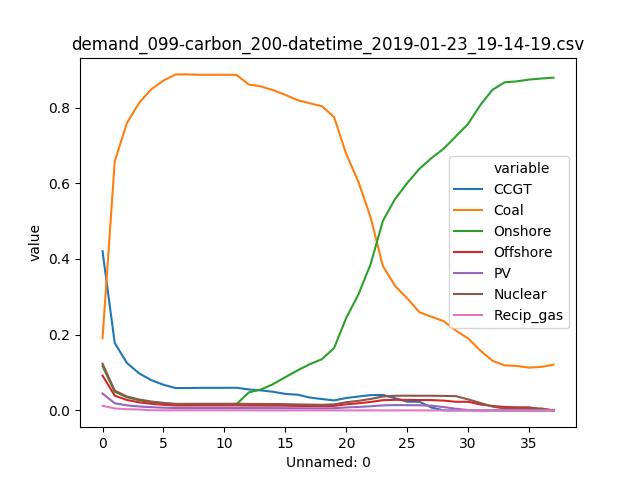 demand_099-carbon_200-datetime_2019-01-23_19-14-19.csv
value
0.8
0.6
0.4
0.2
0.0
variable
CCGT
Coal
Onshore
Offshore
PV
Nuclear
Recip_gas
0 5 10 15 20 25 30 35
Unnamed: 0